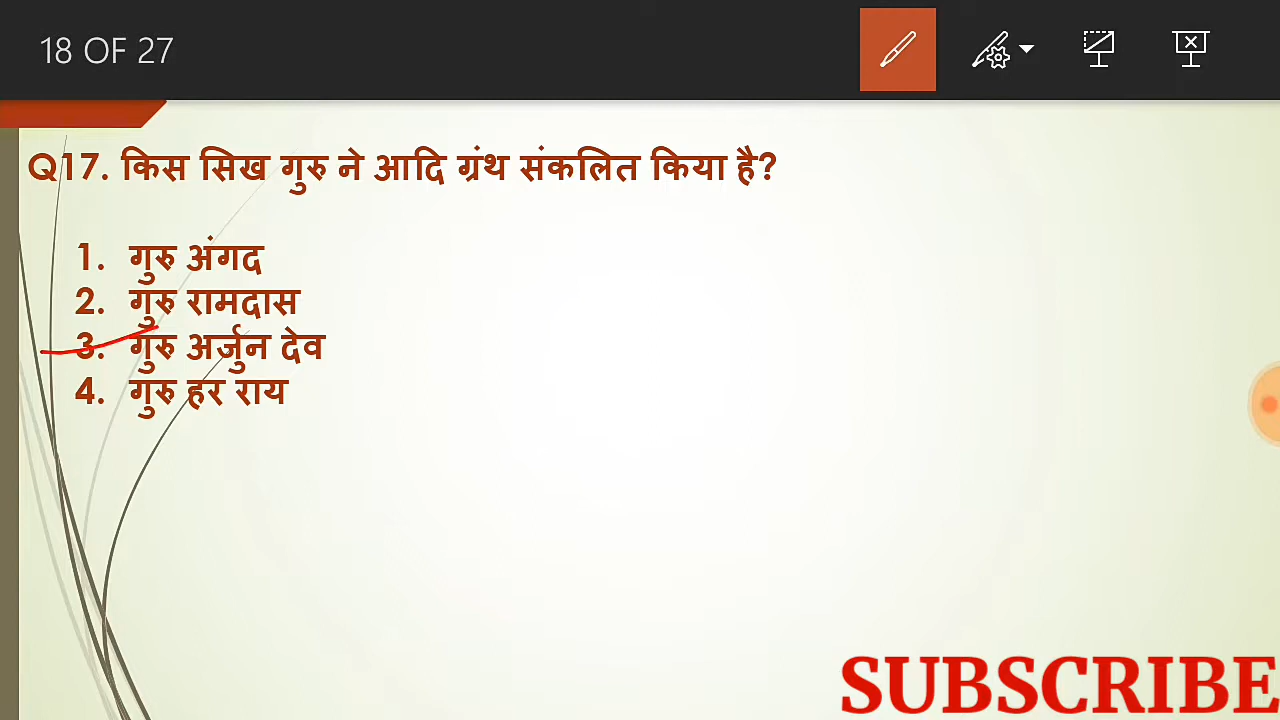 18 OF 27
Q17. किस सिख गुरु ने आदि ग्रंथ संकलित किया है?
1. गुरु अंगद
2. गुरु रामदास
3. गुरु अर्जुन देव
4. गुरु हर राय
SUBSCRIBE